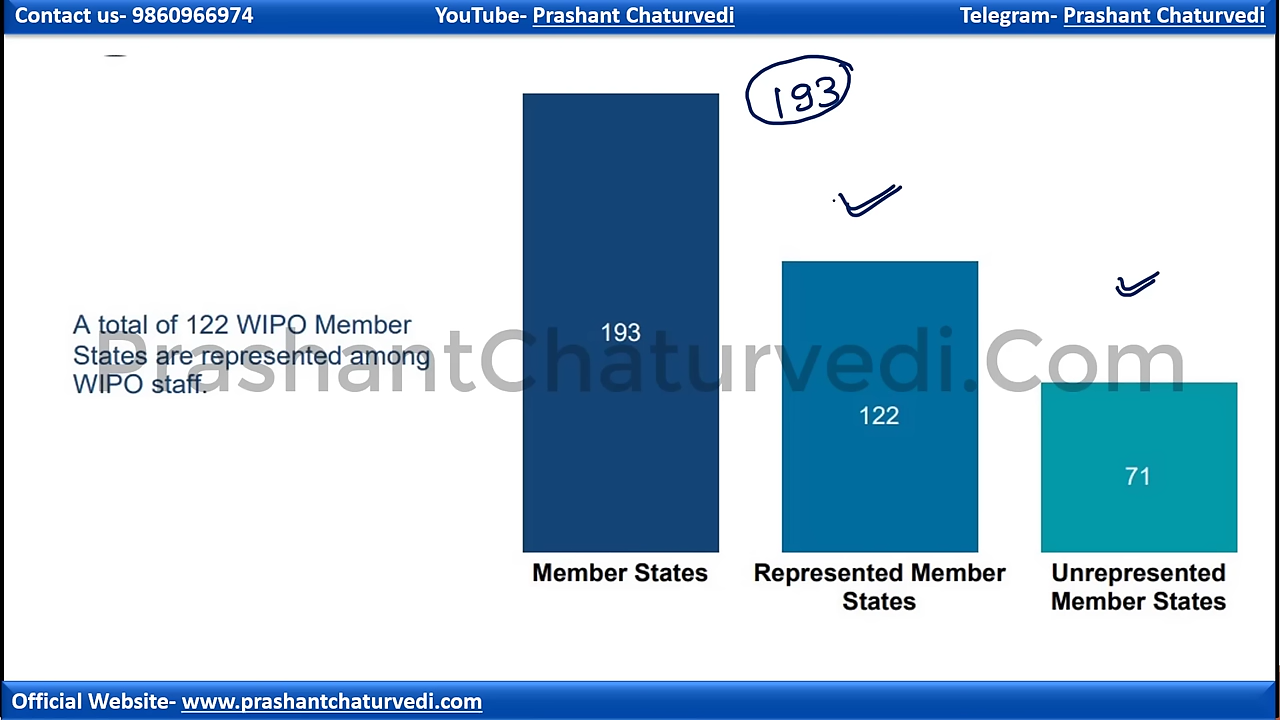 Contact us- 9860966974 YouTube- Prashant Chaturvedi Telegram- Prashant Chaturvedi
193
A total of 122 WIPO Member
States are represented among
WIPO staff.
PrashantChaturvedi.Com
193
122
71
Member States
Represented Member
States
Unrepresented
Member States
Official Website- www.prashantchaturvedi.com